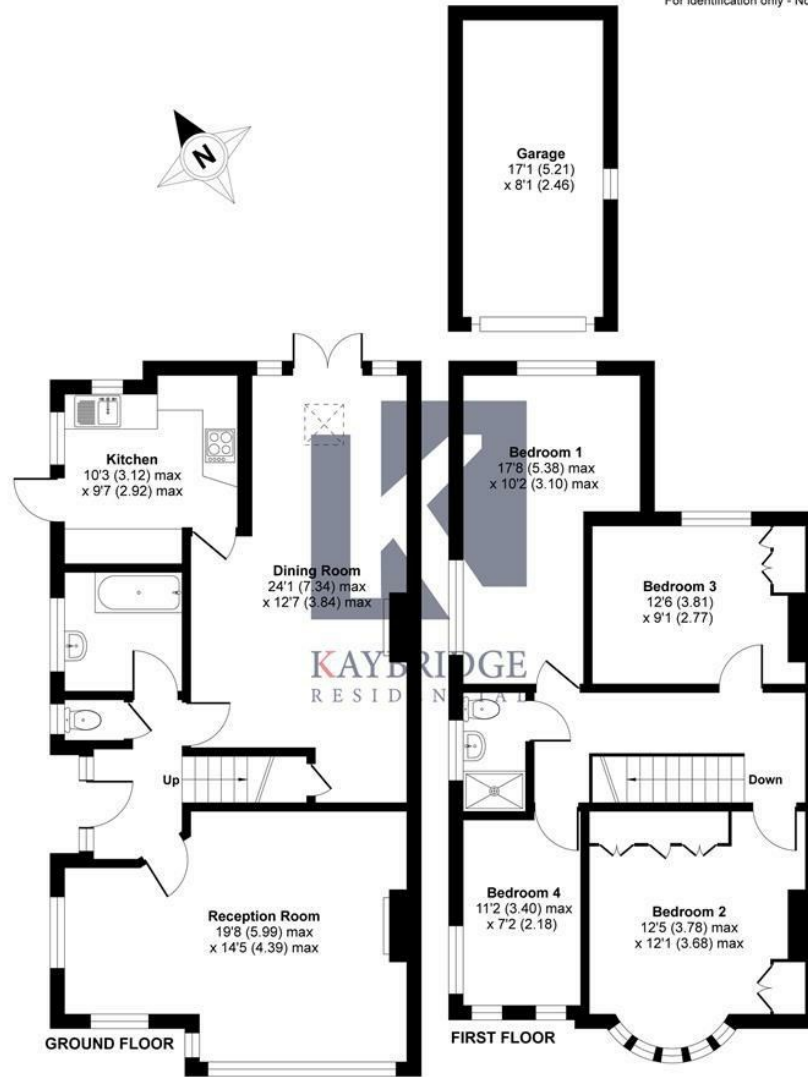 For identification only - No
N
Garage
17'1 (5.21)
x 8'1 (2.46)
Kitchen
10'3 (3.12) max
x 9'7 (2.92) max
Dining Room
24'1 (7.34) max
x 12'7 (3.84) max
Up
Reception Room
19'8 (5.99) max
x 14'5 (4.39) max
GROUND FLOOR
Bedroom 1
17'8 (5.38) max
x 10'2 (3.10) max
Bedroom 3
12'6 (3.81)
x 9'1 (2.77)
KAYBRIDGE
RESIDENTIAL
Down
Bedroom 4
11'2 (3.40) max
x 7'2 (2.18)
Bedroom 2
12'5 (3.78) max
x 12'1 (3.68) max
FIRST FLOOR